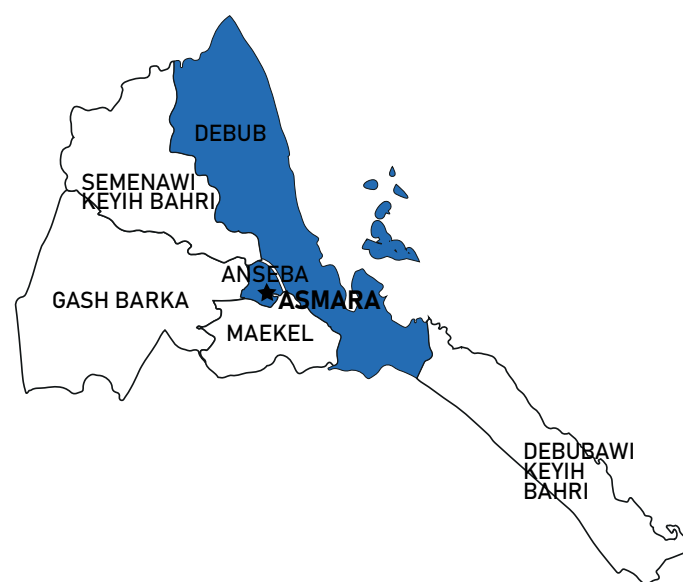 DEBUB
SEMENAWI
KEYIH BAHRI
ANSEBA
GASH BARKA
ASMARA
MAEKEL
DEBUBAWI
KEYIH
BAHRI